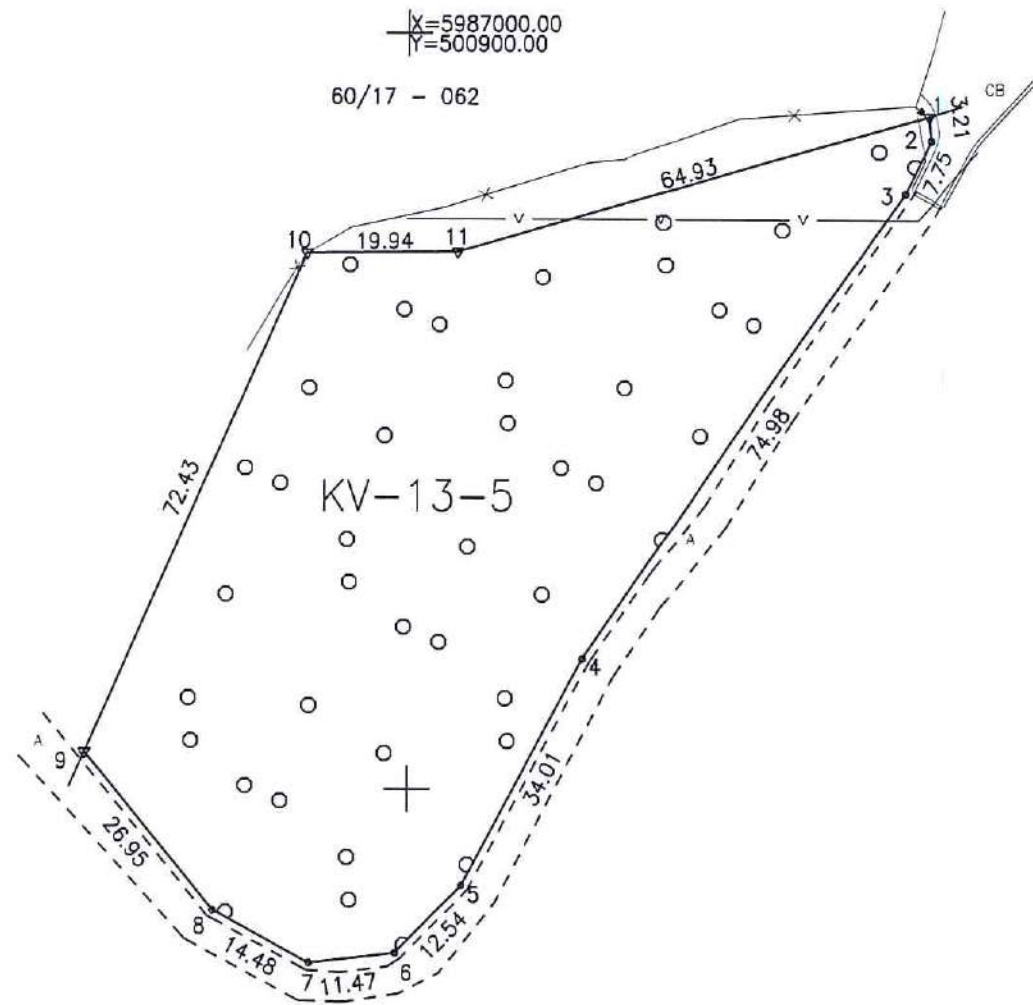 X=5987000.00
Y=500900.00
60/17 - 062
CB
1
3.21
2
7.75
3
64.93
V
V
V
10
19.94
11
72.43
74.98
KV-13-5
A
4
A
9
34.01
26.95
5
12.54
8
14.48
7
11.47
6